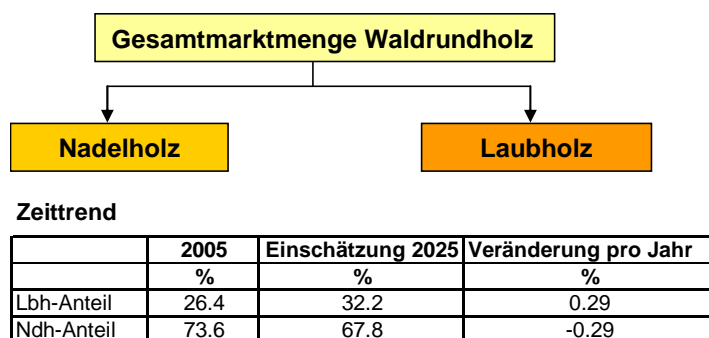 Gesamtmarktmenge Waldrundholz
Nadelholz Laubholz
Zeittrend
2005 Einschätzung 2025 Veränderung pro Jahr
% % %
Lbh-Anteil 26.4 32.2 0.29
Ndh-Anteil 73.6 67.8 -0.29